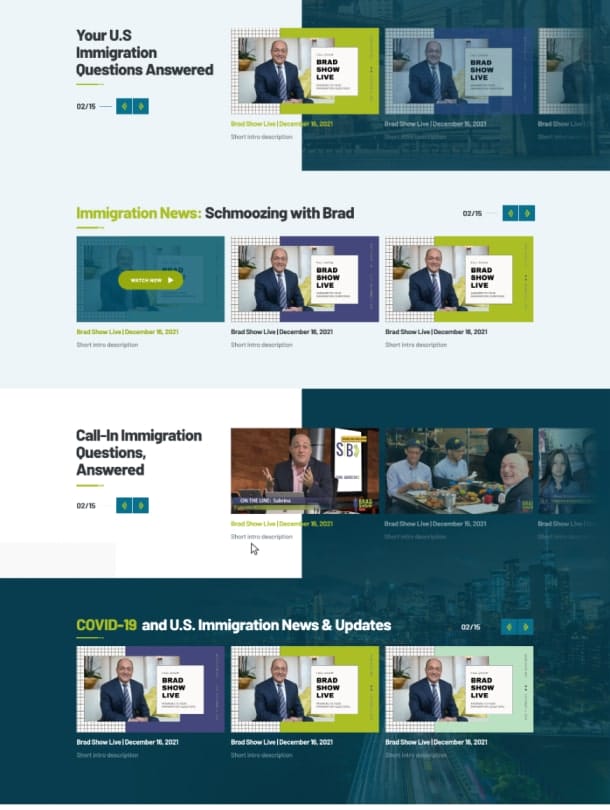 Your U.S
Immigration
Questions Answered
02/15
BRAD
SHOW
LIVE
BRAD
SHOW
LIVE
Brad Show Live | December 16, 2021
Short intro description
Brad Show Live | December 16, 2021
Short intro description
Brad Show
Short intro
Immigration News: Schmoozing with Brad
02/15
WATCH NOW
BRAD
SHOW
LIVE
BRAD
SHOW
LIVE
Brad Show Live | December 16, 2021
Short intro description
Brad Show Live | December 16, 2021
Short intro description
Brad Show Live | December 16, 2021
Short intro description
Call-In Immigration
Questions,
Answered
02/15
ON THE LINE: Sabrina
Brad Show Live | December 16, 2021
Short intro description
Brad Show Live | December 16, 2021
Short intro description
Brad Show Live
Short intro
COVID-19 and U.S. Immigration News & Updates
02/15
BRAD
SHOW
LIVE
BRAD
SHOW
LIVE
BRAD
SHOW
LIVE
Brad Show Live | December 16, 2021
Short intro description
Brad Show Live | December 16, 2021
Short intro description
Brad Show Live | December 16, 2021
Short intro description